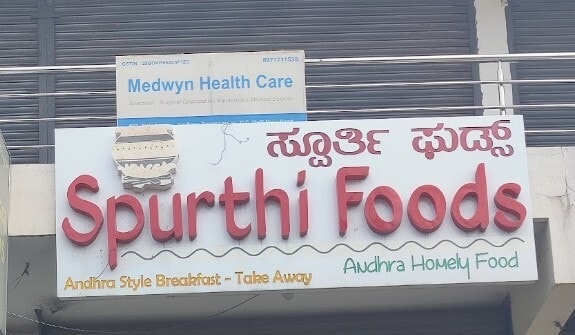 Medwyn Health Care
ಸ್ಪೂರ್ತಿ ಫುಡ್ಸ್
Spurthi Foods
Andhra Homely Food
Andhra Style Breakfast - Take Away